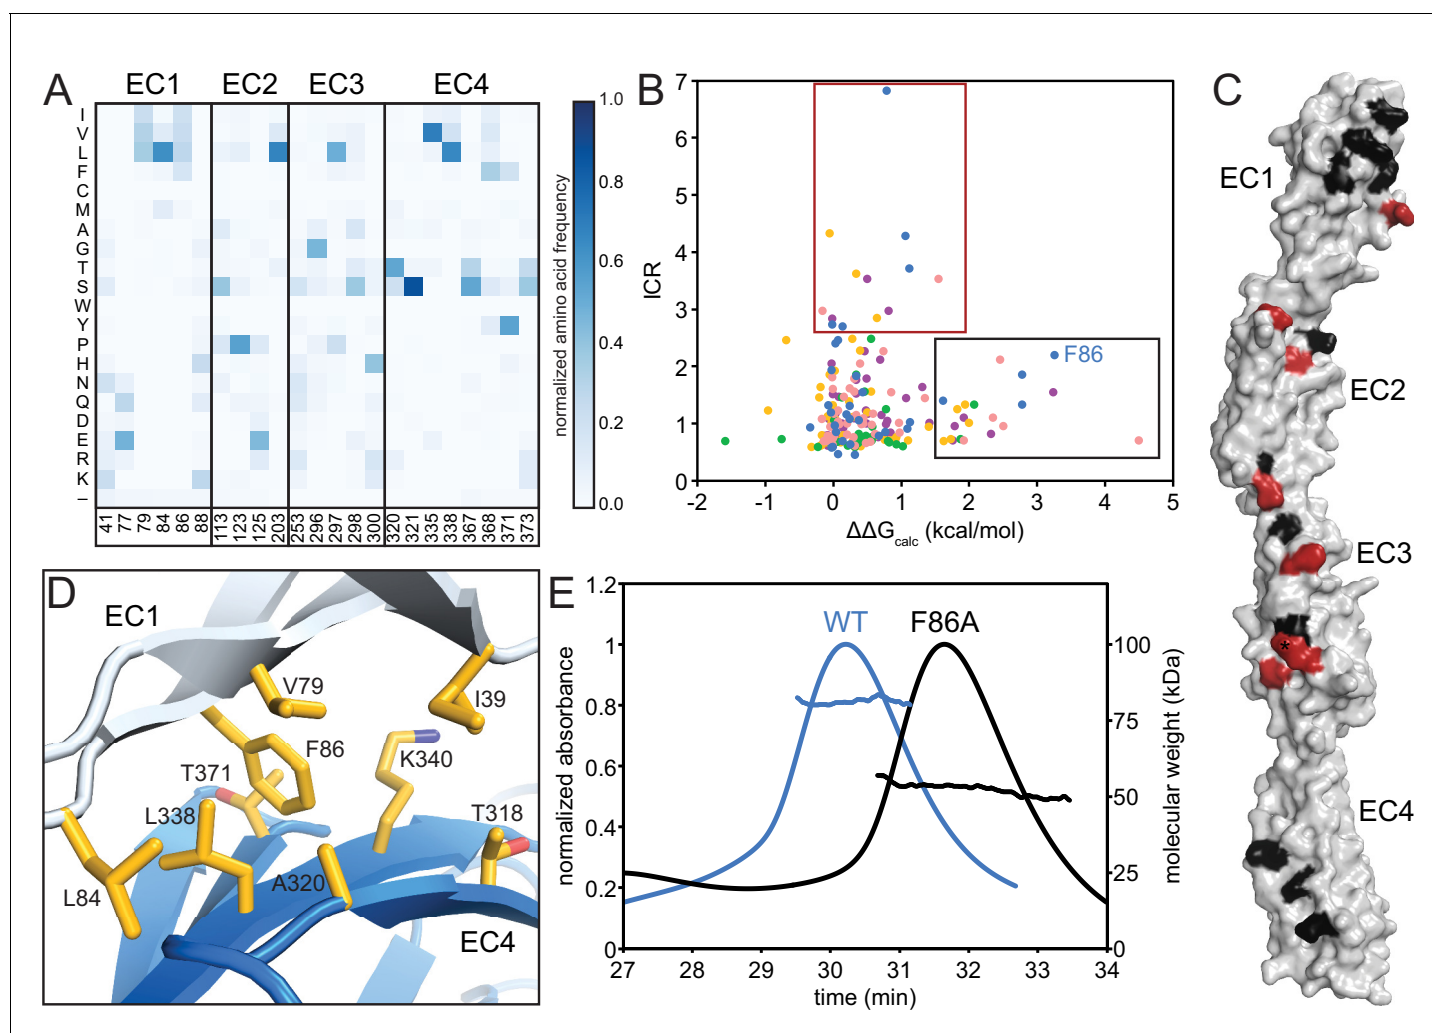 A
EC1 EC2 EC3 EC4
I
V
L
F
C
M
A
G
T
S
W
Y
P
H
N
Q
D
E
R
K
–
41 77 79 84 86 88 113 123 125 203 253 296 297 298 300 320 321 335 338 367 368 371 373
1.0
0.8
0.6
0.4
0.2
0.0
normalized amino acid frequency
B
7
6
5
4
3
2
1
0
ICR
F86
-2 -1 0 1 2 3 4 5
ΔΔGcalc (kcal/mol)
C
EC1
EC2
EC3
*
EC4
D
EC1
V79
I39
F86
K340
T371
L338
T318
A320
L84
EC4
E
1.2
1
0.8
0.6
0.4
0.2
0
normalized absorbance
WT F86A
100
75
50
25
0
molecular weight (kDa)
27 28 29 30 31 32 33 34
time (min)